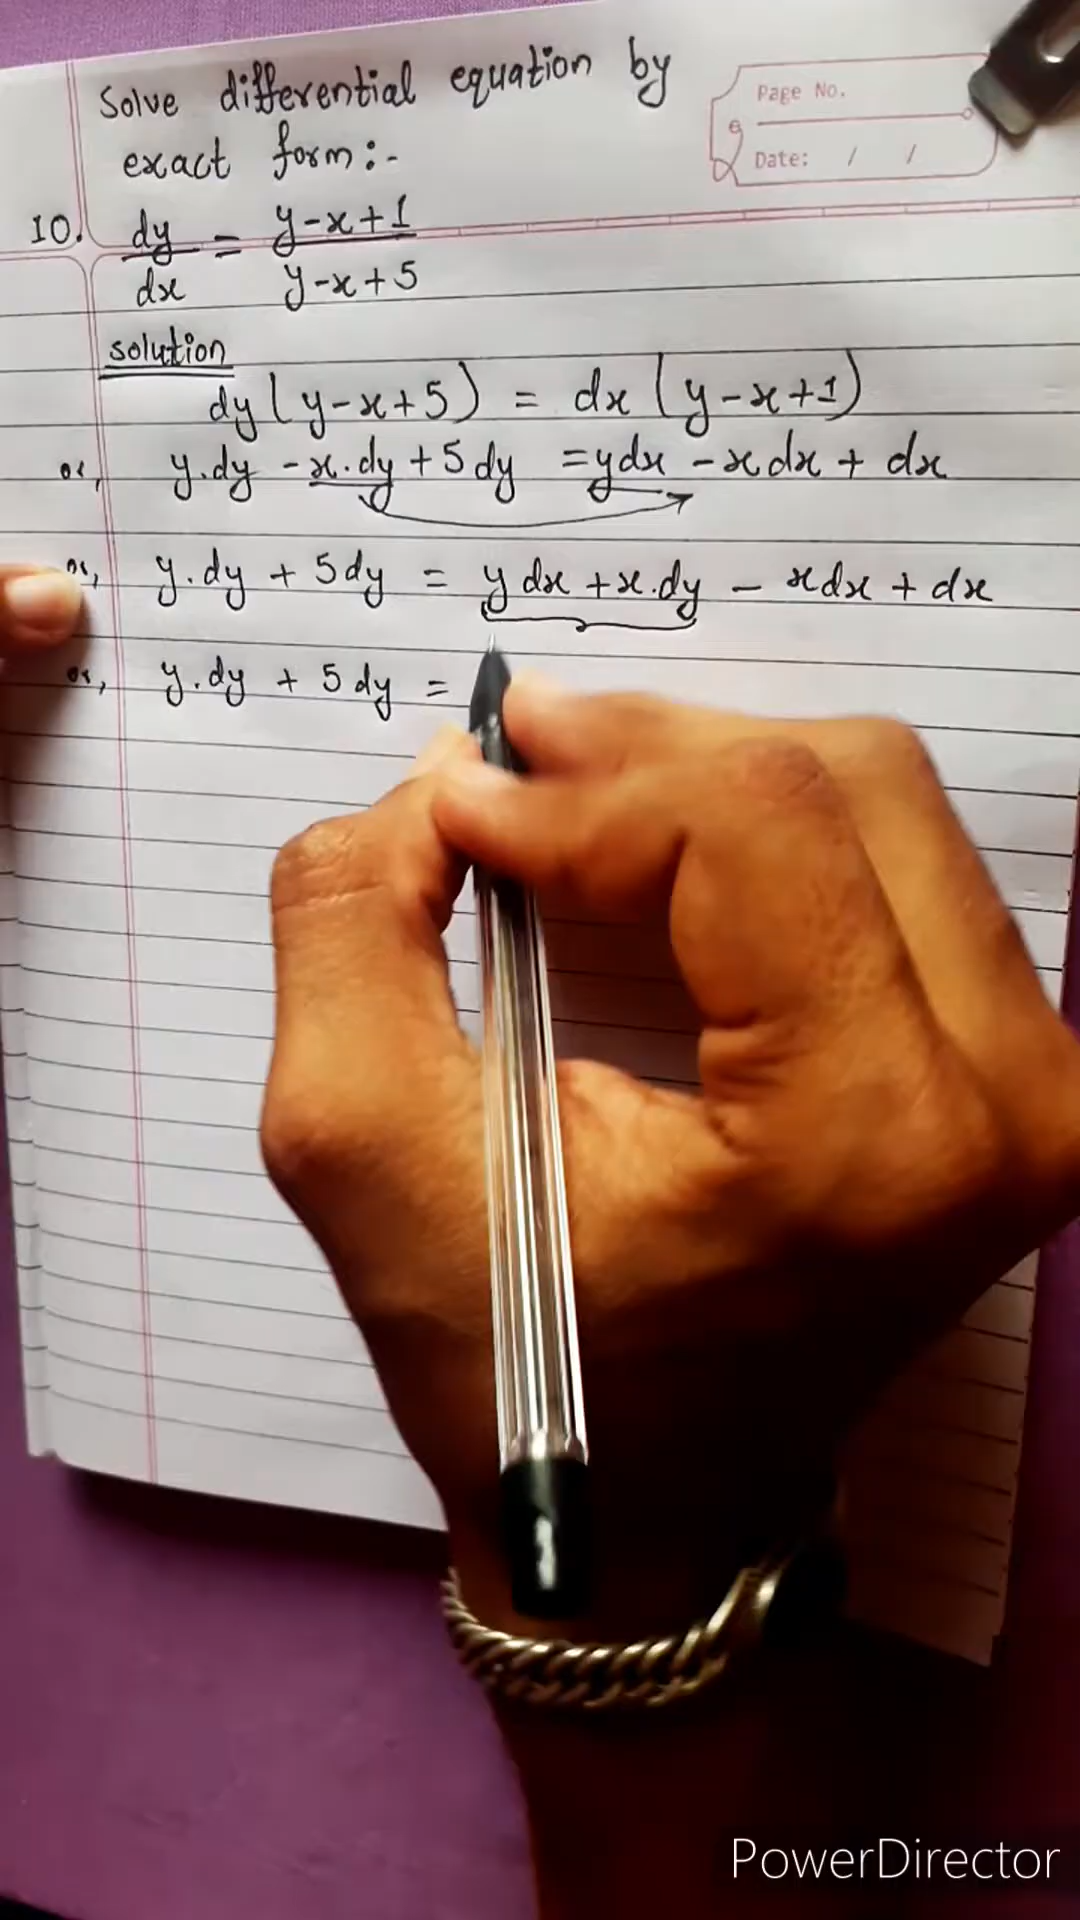 Solve differential equation by
exact form:-
Page No.
Date: / /
10. dy/dx = y-x+1/y-x+5
solution
dy(y-x+5) = dx(y-x+1)
or, y.dy -x.dy+5dy =ydx -xdx + dx
or, y.dy + 5dy = ydx +x.dy - xdx + dx
or, y.dy + 5dy =
PowerDirector